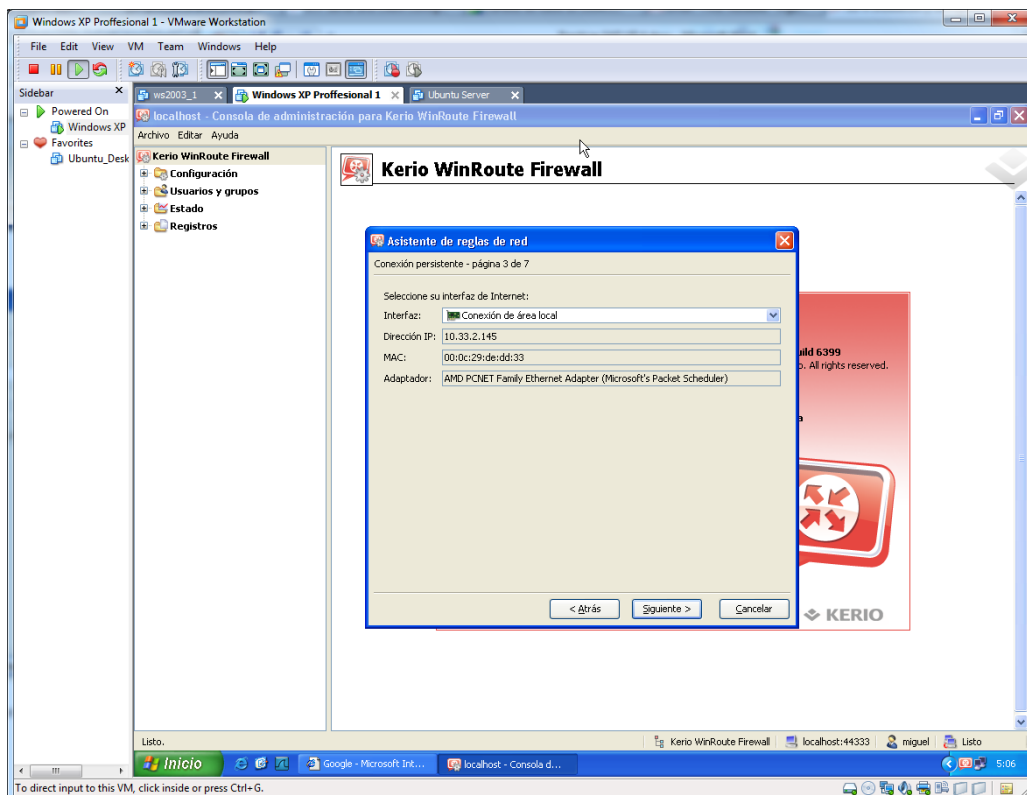 Windows XP Proffesional 1 - VMware Workstation
File Edit View VM Team Windows Help
Sidebar x
Powered On
Windows XP
Favorites
Ubuntu_Desk
ws2003_1 x Windows XP Proffesional 1 x Ubuntu Server x
localhost - Consola de administración para Kerio WinRoute Firewall
Archivo Editar Ayuda
Kerio WinRoute Firewall
Configuración
Usuarios y grupos
Estado
Registros
Kerio WinRoute Firewall
Asistente de reglas de red
Conexión persistente - página 3 de 7
Seleccione su interfaz de Internet:
Interfaz: Conexión de área local
Dirección IP: 10.33.2.145
MAC: 00:0c:29:de:dd:33
Adaptador: AMD PCNET Family Ethernet Adapter (Microsoft's Packet Scheduler)
< Atrás Siguiente > Cancelar
uild 6399
. All rights reserved.
a
KERIO
Listo. Kerio WinRoute Firewall localhost:44333 miguel Listo
Inicio Google - Microsoft Int... localhost - Consola d... 5:06
To direct input to this VM, click inside or press Ctrl+G.